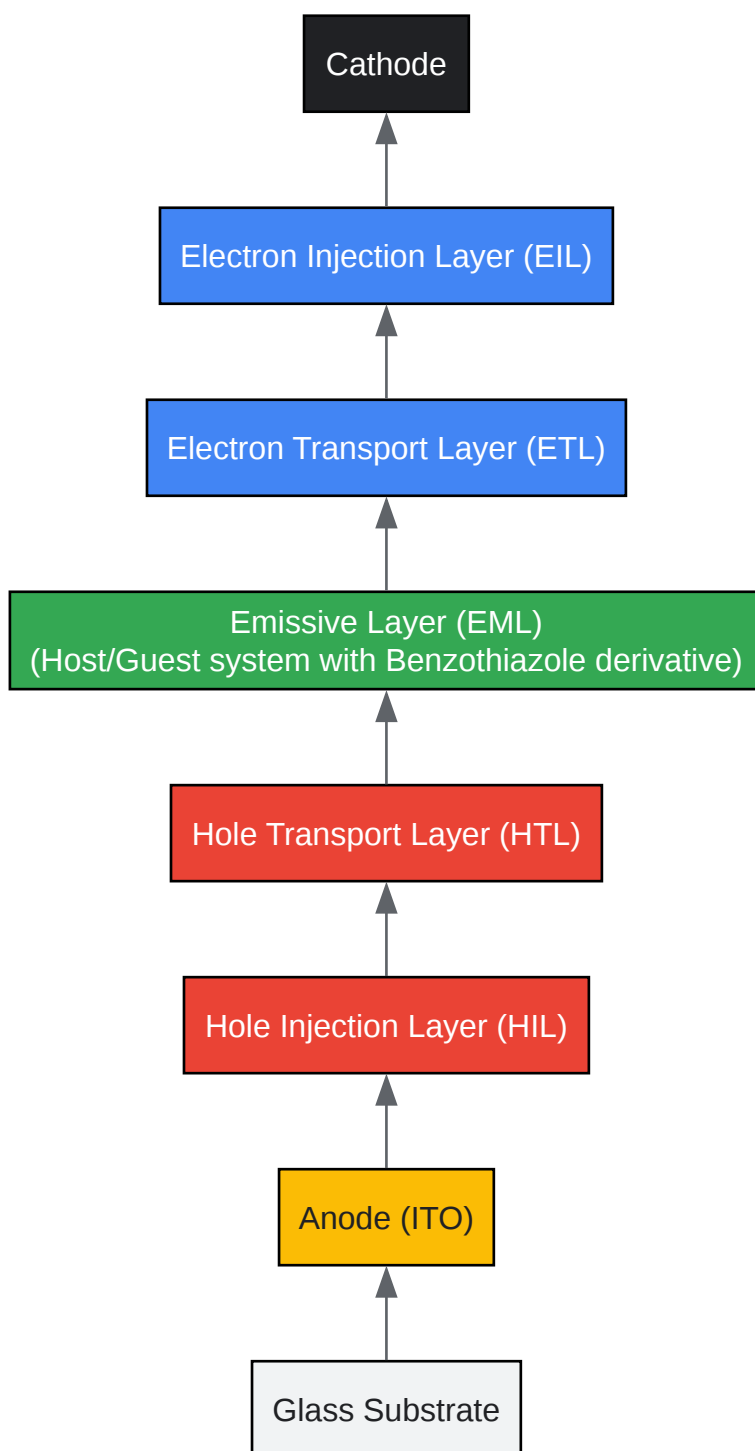 Cathode
Electron Injection Layer (EIL)
Electron Transport Layer (ETL)
Emissive Layer (EML)
(Host/Guest system with Benzothiazole derivative)
Hole Transport Layer (HTL)
Hole Injection Layer (HIL)
Anode (ITO)
Glass Substrate